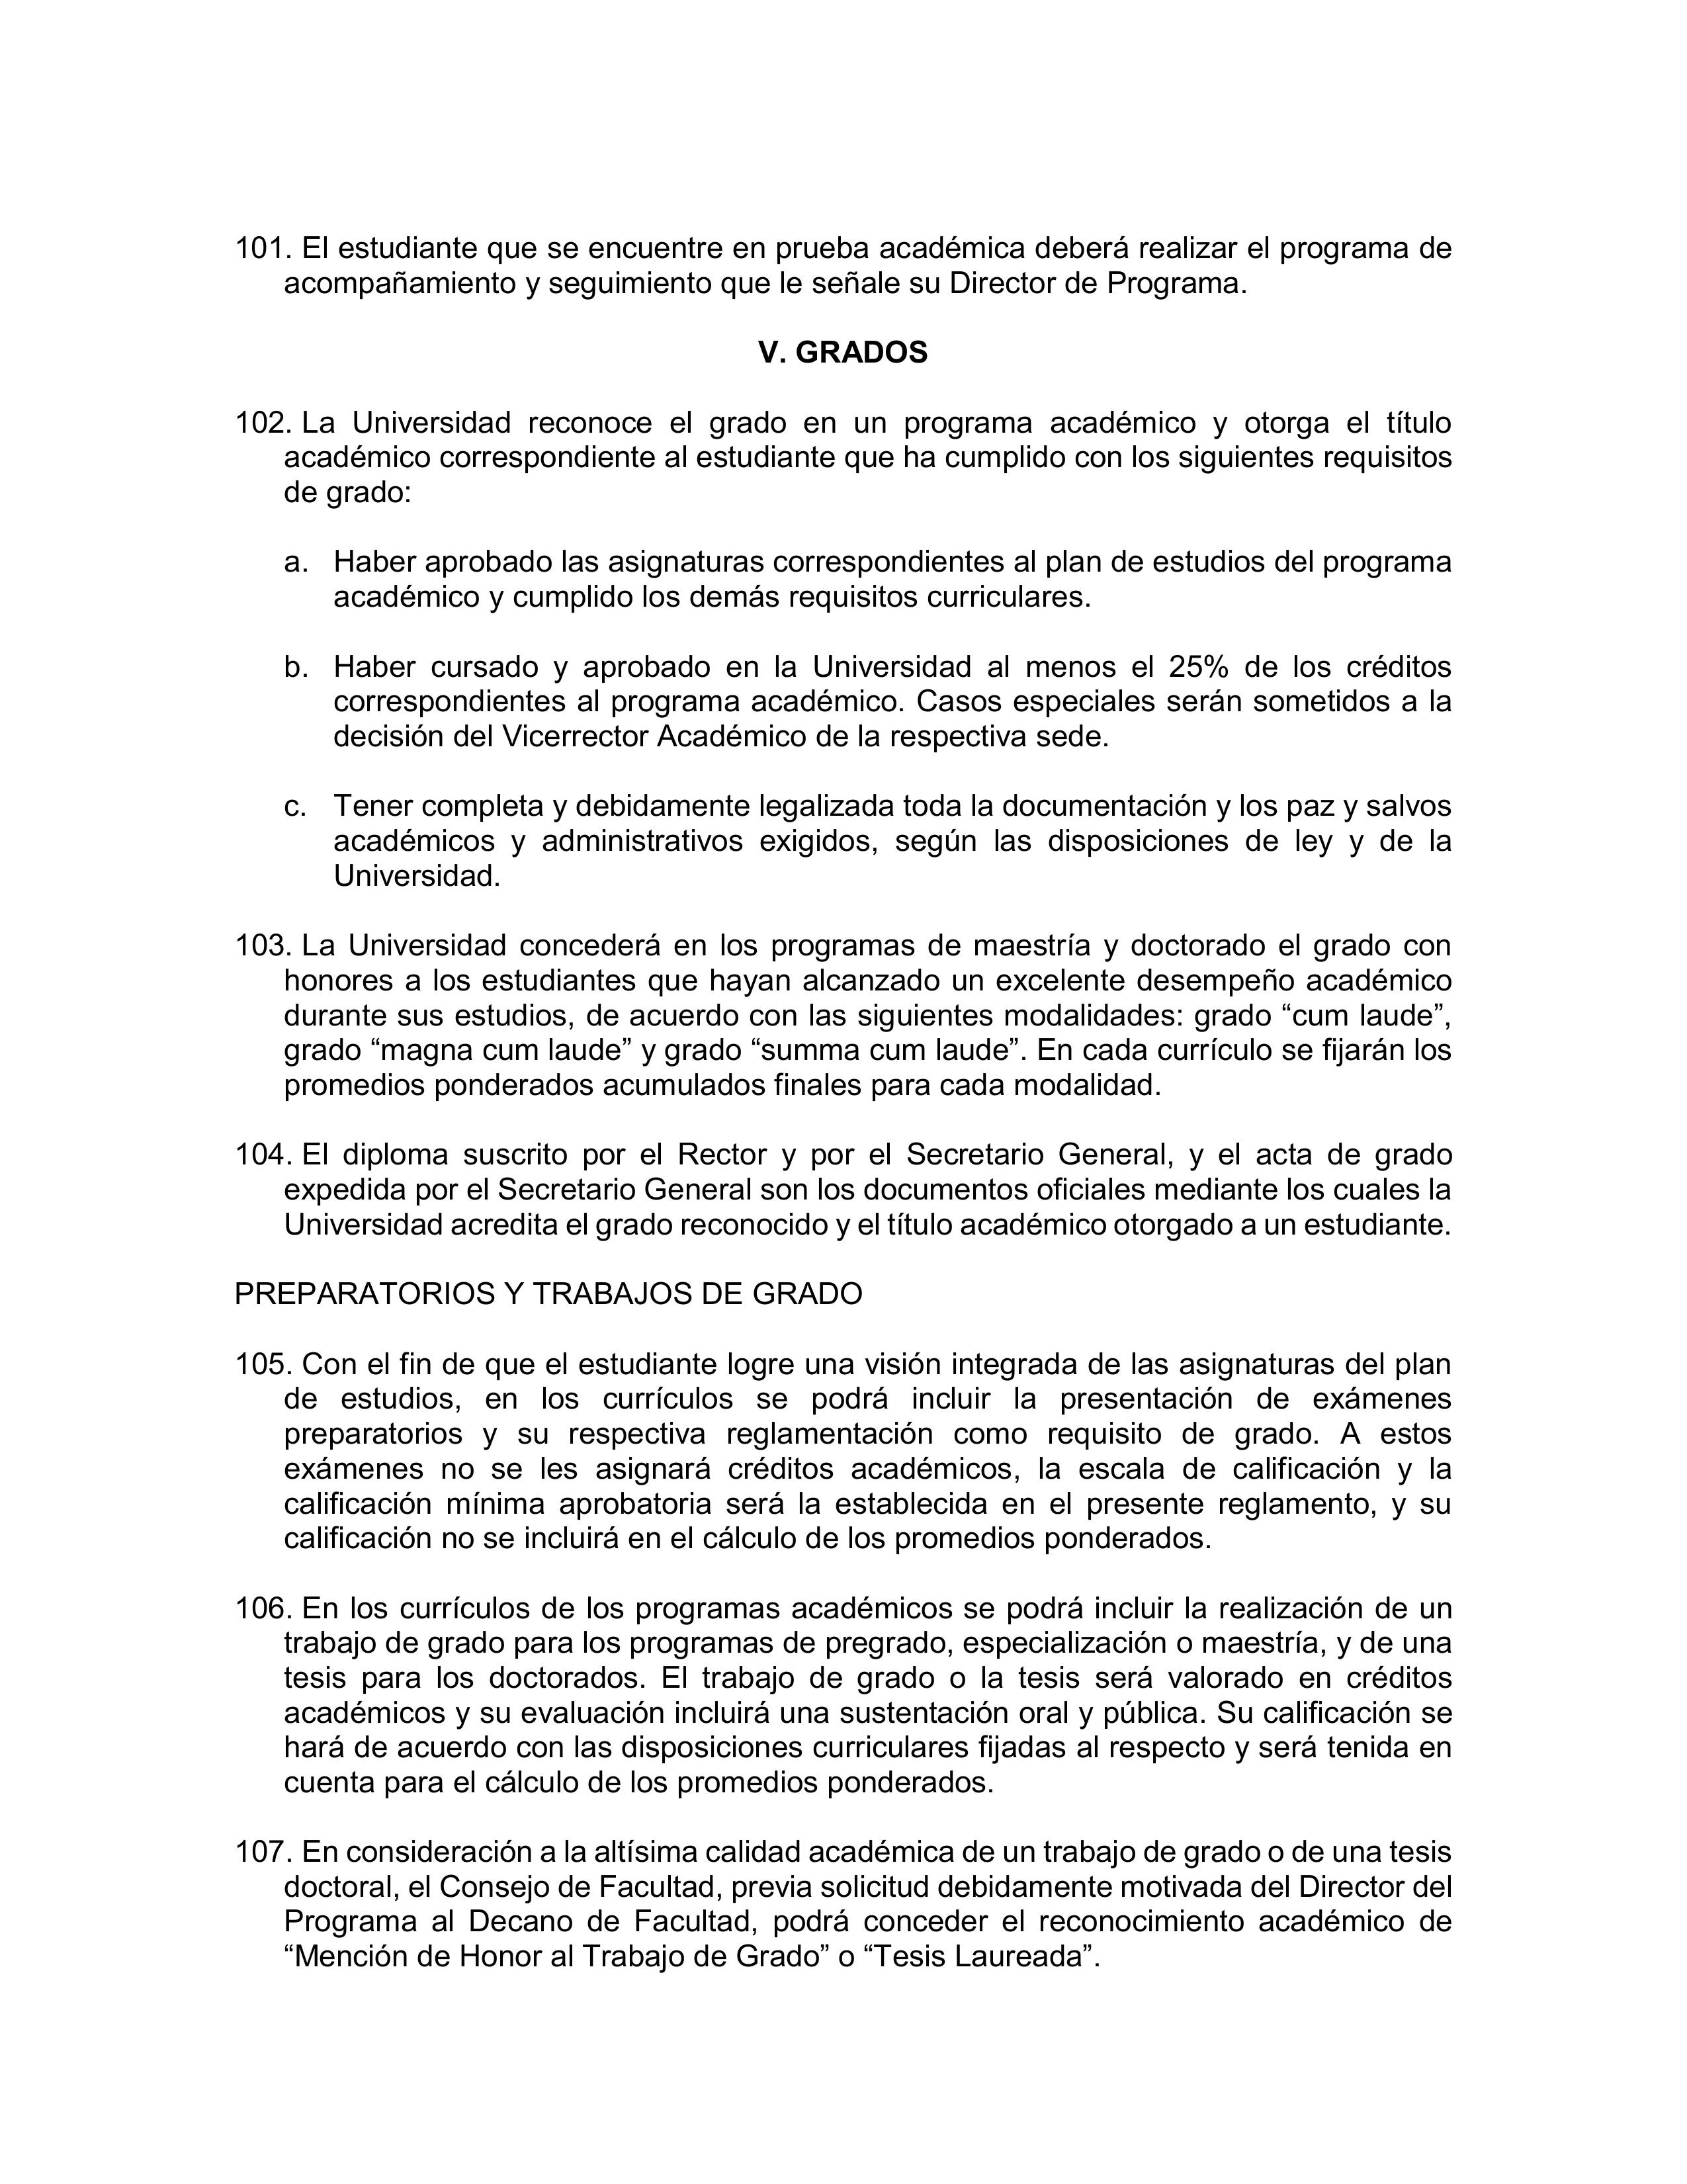 101. El estudiante que se encuentre en prueba académica deberá realizar el programa de
acompañamiento y seguimiento que le señale su Director de Programa.
V. GRADOS
102. La Universidad reconoce el grado en un programa académico y otorga el título
académico correspondiente al estudiante que ha cumplido con los siguientes requisitos
de grado:
a. Haber aprobado las asignaturas correspondientes al plan de estudios del programa
académico y cumplido los demás requisitos curriculares.
b. Haber cursado y aprobado en la Universidad al menos el 25% de los créditos
correspondientes al programa académico. Casos especiales serán sometidos a la
decisión del Vicerrector Académico de la respectiva sede.
c. Tener completa y debidamente legalizada toda la documentación y los paz y salvos
académicos y administrativos exigidos, según las disposiciones de ley y de la
Universidad.
103. La Universidad concederá en los programas de maestría y doctorado el grado con
honores a los estudiantes que hayan alcanzado un excelente desempeño académico
durante sus estudios, de acuerdo con las siguientes modalidades: grado “cum laude”,
grado “magna cum laude” y grado “summa cum laude”. En cada currículo se fijarán los
promedios ponderados acumulados finales para cada modalidad.
104. El diploma suscrito por el Rector y por el Secretario General, y el acta de grado
expedida por el Secretario General son los documentos oficiales mediante los cuales la
Universidad acredita el grado reconocido y el título académico otorgado a un estudiante.
PREPARATORIOS Y TRABAJOS DE GRADO
105. Con el fin de que el estudiante logre una visión integrada de las asignaturas del plan
de estudios, en los currículos se podrá incluir la presentación de exámenes
preparatorios y su respectiva reglamentación como requisito de grado. A estos
exámenes no se les asignará créditos académicos, la escala de calificación y la
calificación mínima aprobatoria será la establecida en el presente reglamento, y su
calificación no se incluirá en el cálculo de los promedios ponderados.
106. En los currículos de los programas académicos se podrá incluir la realización de un
trabajo de grado para los programas de pregrado, especialización o maestría, y de una
tesis para los doctorados. El trabajo de grado o la tesis será valorado en créditos
académicos y su evaluación incluirá una sustentación oral y pública. Su calificación se
hará de acuerdo con las disposiciones curriculares fijadas al respecto y será tenida en
cuenta para el cálculo de los promedios ponderados.
107. En consideración a la altísima calidad académica de un trabajo de grado o de una tesis
doctoral, el Consejo de Facultad, previa solicitud debidamente motivada del Director del
Programa al Decano de Facultad, podrá conceder el reconocimiento académico de
“Mención de Honor al Trabajo de Grado” o “Tesis Laureada”.